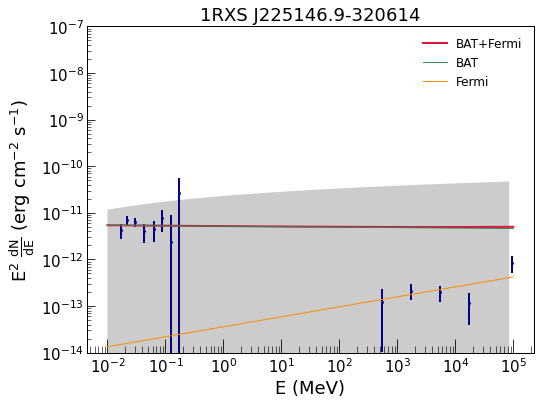 1RXS J225146.9-320614
E² dN/dE (erg cm⁻² s⁻¹)
10⁻⁷
10⁻⁸
10⁻⁹
10⁻¹⁰
10⁻¹¹
10⁻¹²
10⁻¹³
10⁻¹⁴
BAT+Fermi
BAT
Fermi
10⁻² 10⁻¹ 10⁰ 10¹ 10² 10³ 10⁴ 10⁵
E (MeV)